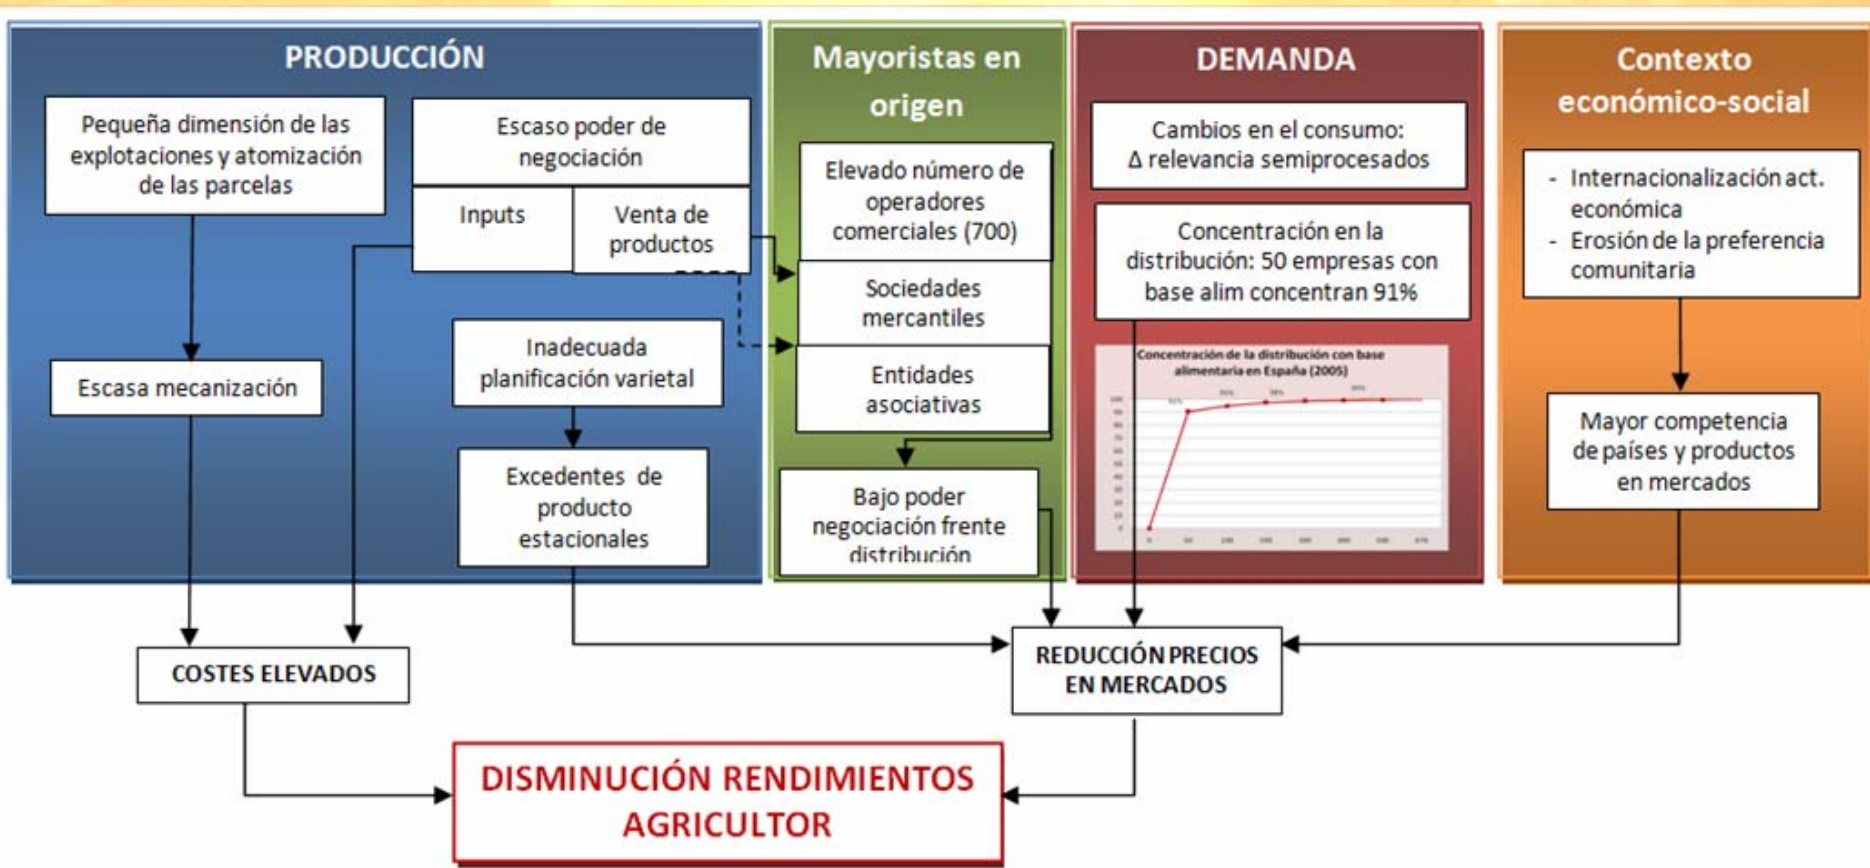 PRODUCCIÓN
Pequeña dimensión de las
explotaciones y atomización
de las parcelas
Escaso poder de
negociación
Inputs
Venta de
productos
Escasa mecanización
Inadecuada
planificación varietal
Excedentes de
producto
estacionales
Mayoristas en
origen
Elevado número de
operadores
comerciales (700)
Sociedades
mercantiles
Entidades
asociativas
Bajo poder
negociación frente
distribución
DEMANDA
Cambios en el consumo:
Δ relevancia semiprocesados
Concentración en la
distribución: 50 empresas con
base alim concentran 91%
Concentración de la distribución con base
alimentaria en España (2005)
Contexto
económico-social
- Internacionalización act.
económica
- Erosión de la preferencia
comunitaria
Mayor competencia
de países y productos
en mercados
COSTES ELEVADOS
REDUCCIÓN PRECIOS
EN MERCADOS
DISMINUCIÓN RENDIMIENTOS
AGRICULTOR